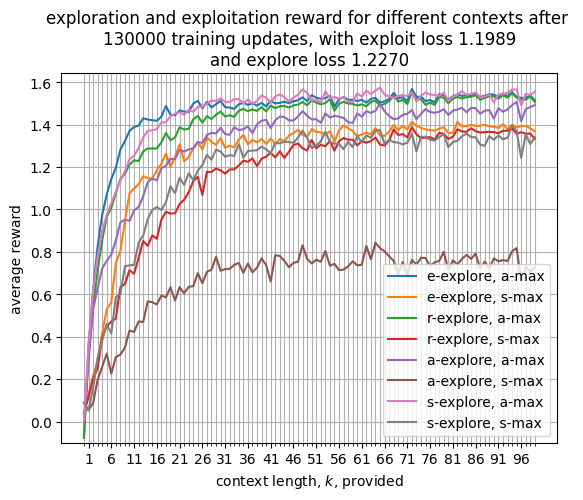 exploration and exploitation reward for different contexts after
130000 training updates, with exploit loss 1.1989
and explore loss 1.2270
1.6
1.4
1.2
1.0
0.8
0.6
0.4
0.2
0.0
average reward
e-explore, a-max
e-explore, s-max
r-explore, a-max
r-explore, s-max
a-explore, a-max
a-explore, s-max
s-explore, a-max
s-explore, s-max
1 6 11 16 21 26 31 36 41 46 51 56 61 66 71 76 81 86 91 96
context length, k, provided